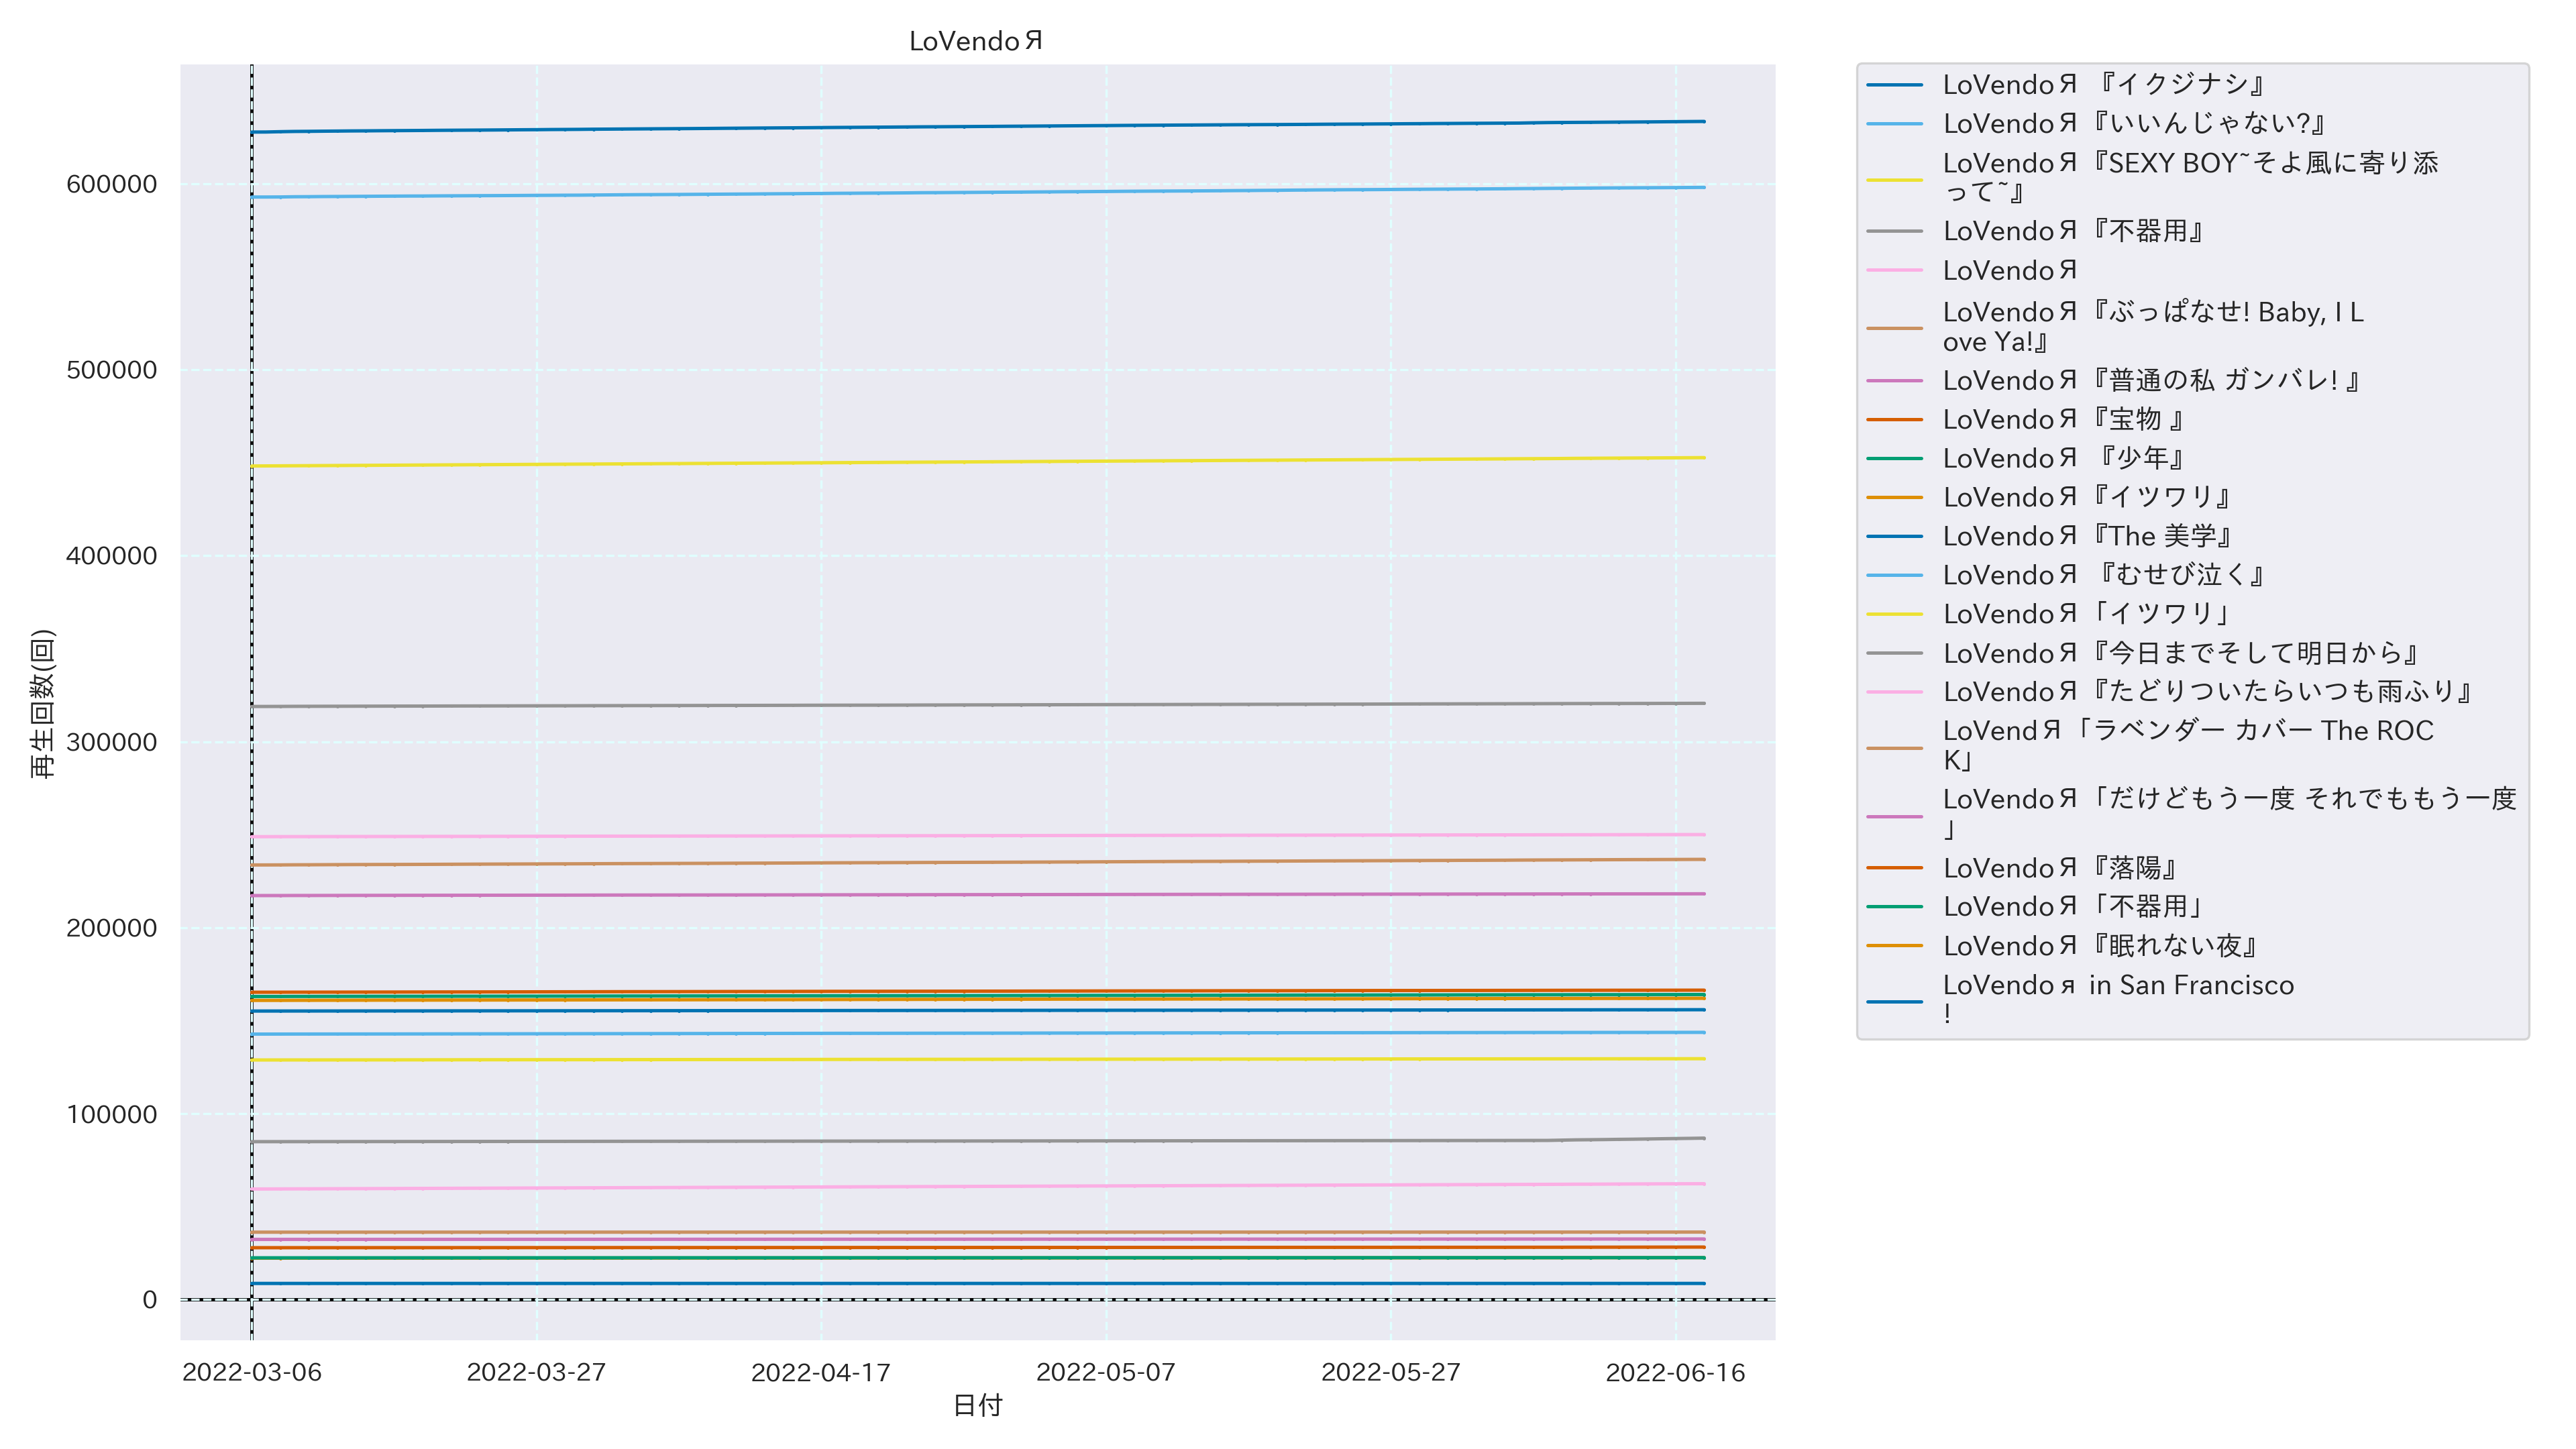 LoVendoЯ
600000
500000
400000
300000
200000
100000
0
再生回数(回)
2022-03-06
2022-03-27
2022-04-17
2022-05-07
2022-05-27
2022-06-16
日付
LoVendoЯ 『イクジナシ』
LoVendoЯ『いいんじゃない?』
LoVendoЯ『SEXY BOY~そよ風に寄り添
って~』
LoVendoЯ『不器用』
LoVendoЯ
LoVendoЯ『ぶっぱなせ! Baby, I L
ove Ya!』
LoVendoЯ『普通の私 ガンバレ! 』
LoVendoЯ『宝物 』
LoVendoЯ 『少年』
LoVendoЯ『イツワリ』
LoVendoЯ『The 美学』
LoVendoЯ 『むせび泣く』
LoVendoЯ「イツワリ」
LoVendoЯ『今日までそして明日から』
LoVendoЯ『たどりついたらいつも雨ふり』
LoVendЯ「ラベンダー カバー The ROC
K」
LoVendoЯ「だけどもう一度 それでももう一度
」
LoVendoЯ『落陽』
LoVendoЯ「不器用」
LoVendoЯ『眠れない夜』
LoVendoя in San Francisco
!